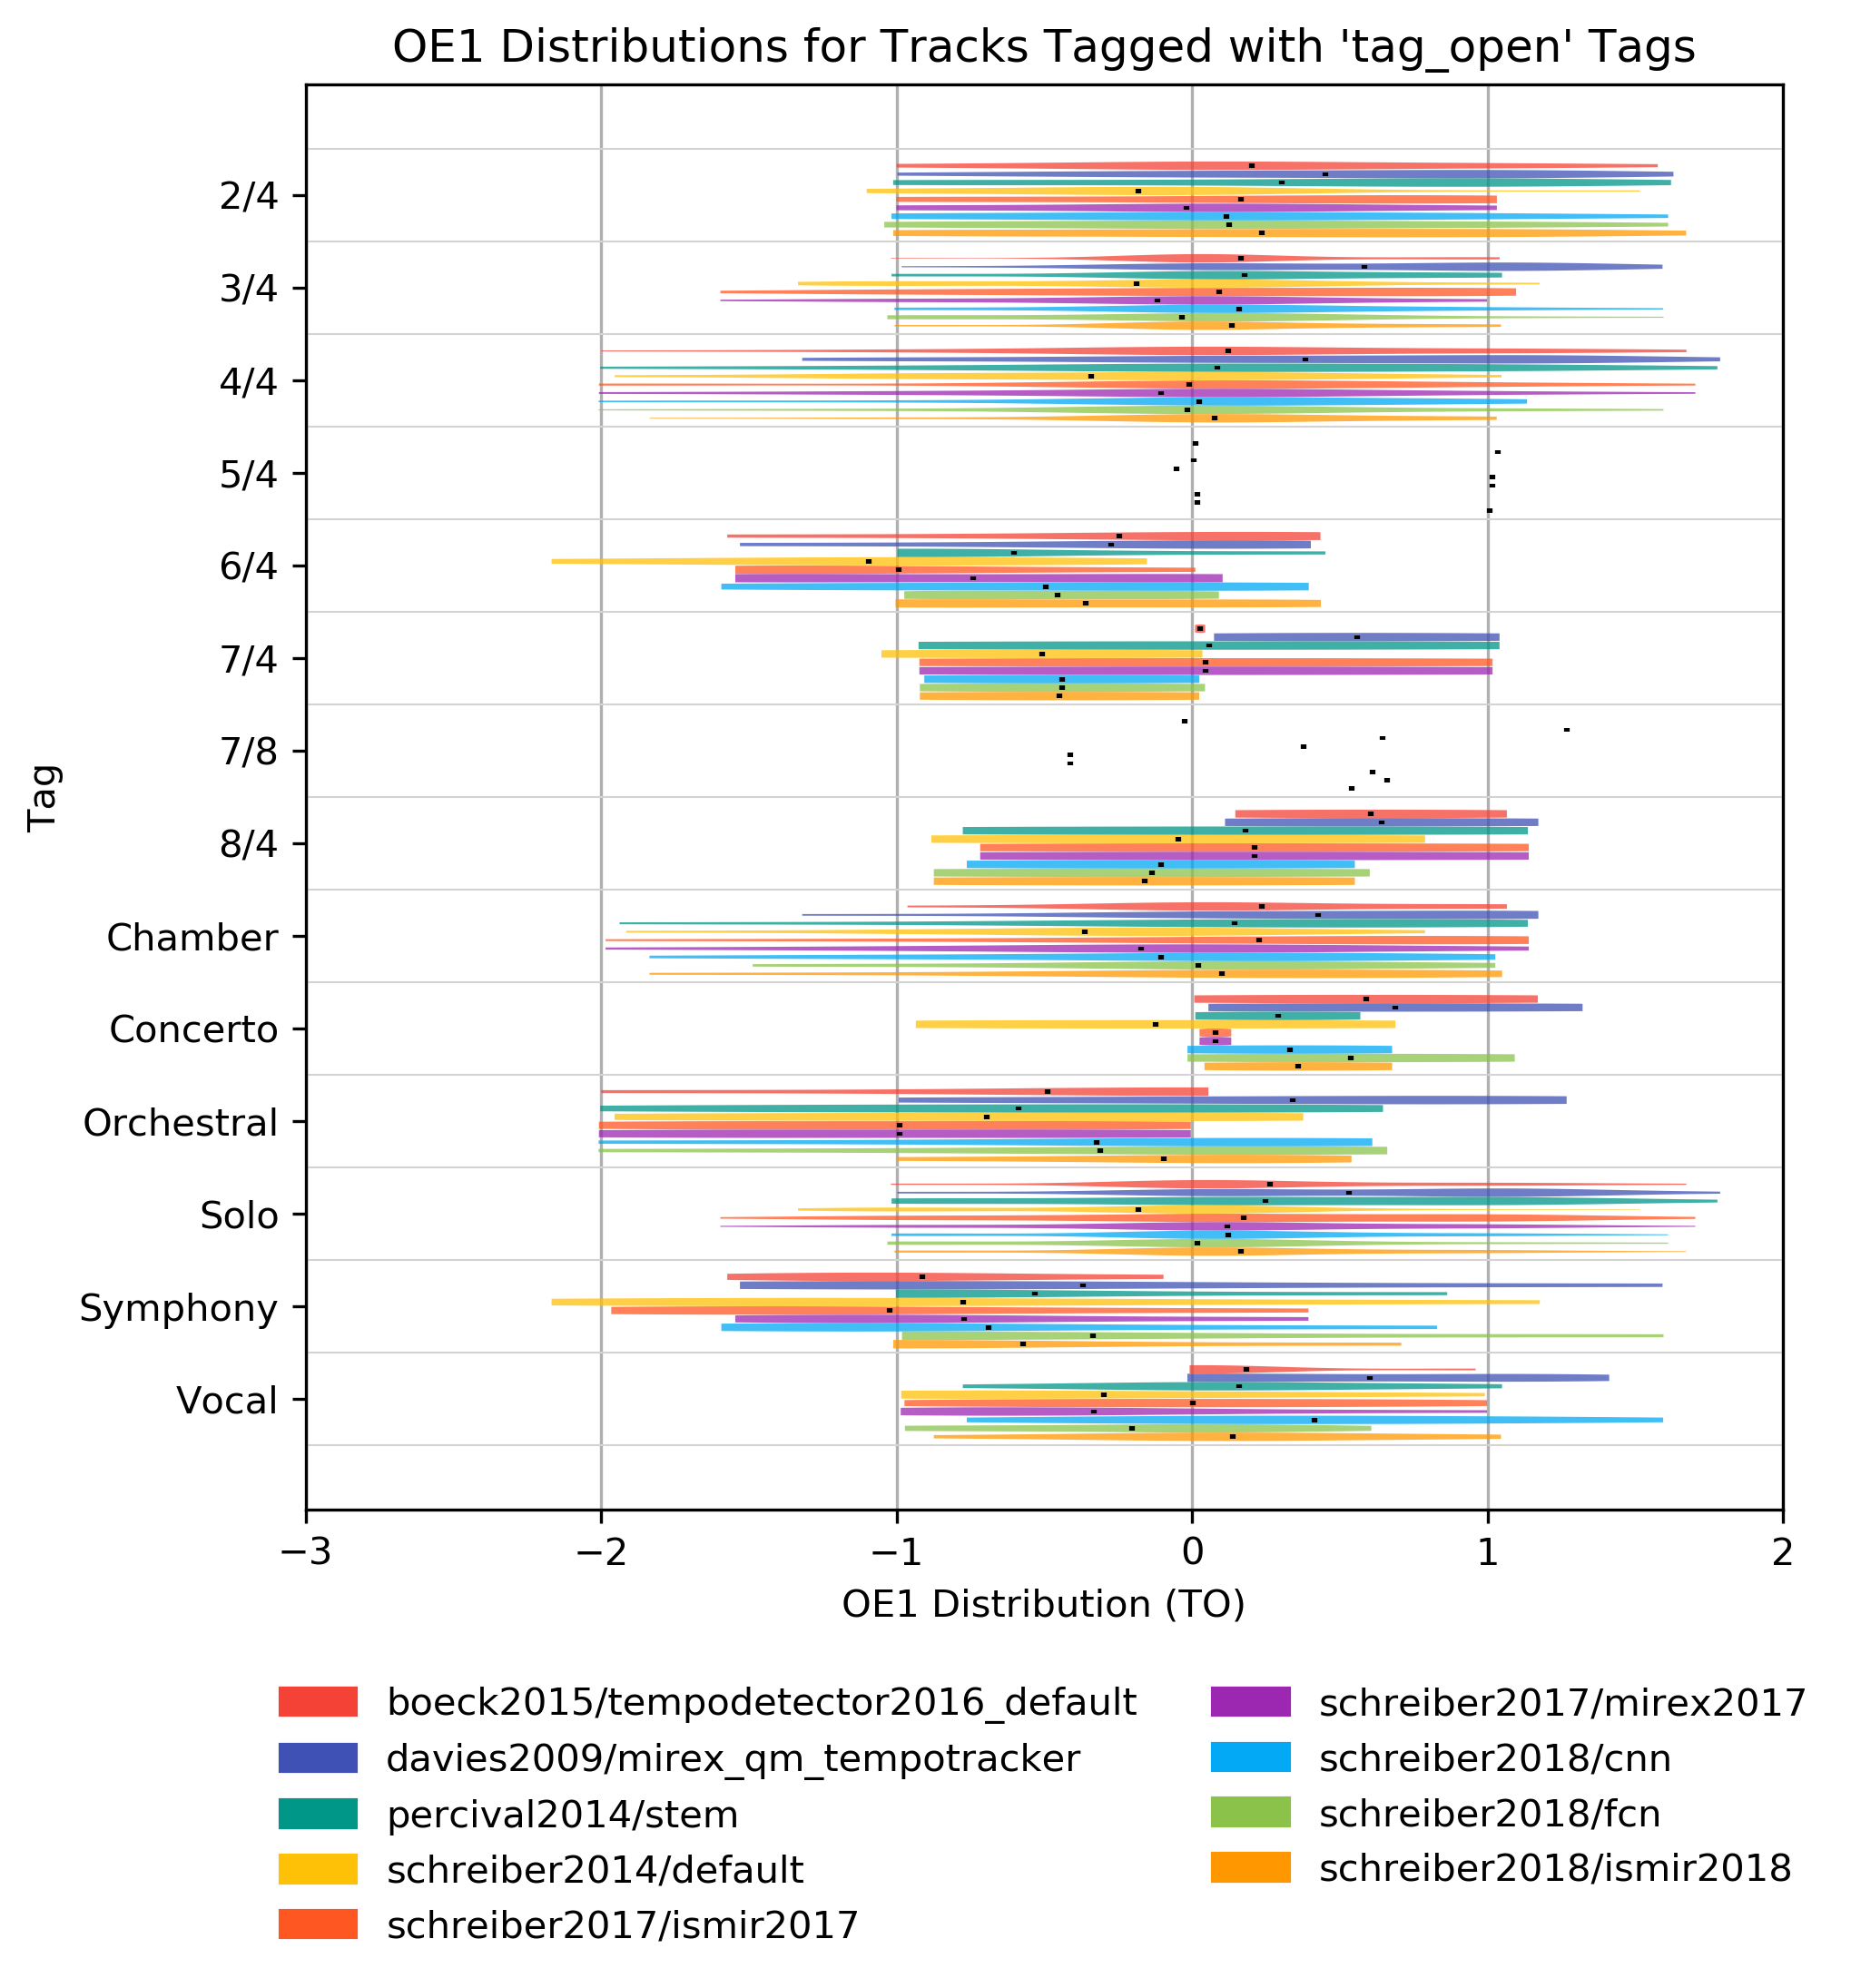 OE1 Distributions for Tracks Tagged with 'tag_open' Tags
2/4
3/4
4/4
5/4
6/4
7/4
7/8
8/4
Chamber
Concerto
Orchestral
Solo
Symphony
Vocal
Tag
−3 −2 −1 0 1 2
OE1 Distribution (TO)
boeck2015/tempodetector2016_default
davies2009/mirex_qm_tempotracker
percival2014/stem
schreiber2014/default
schreiber2017/ismir2017
schreiber2017/mirex2017
schreiber2018/cnn
schreiber2018/fcn
schreiber2018/ismir2018